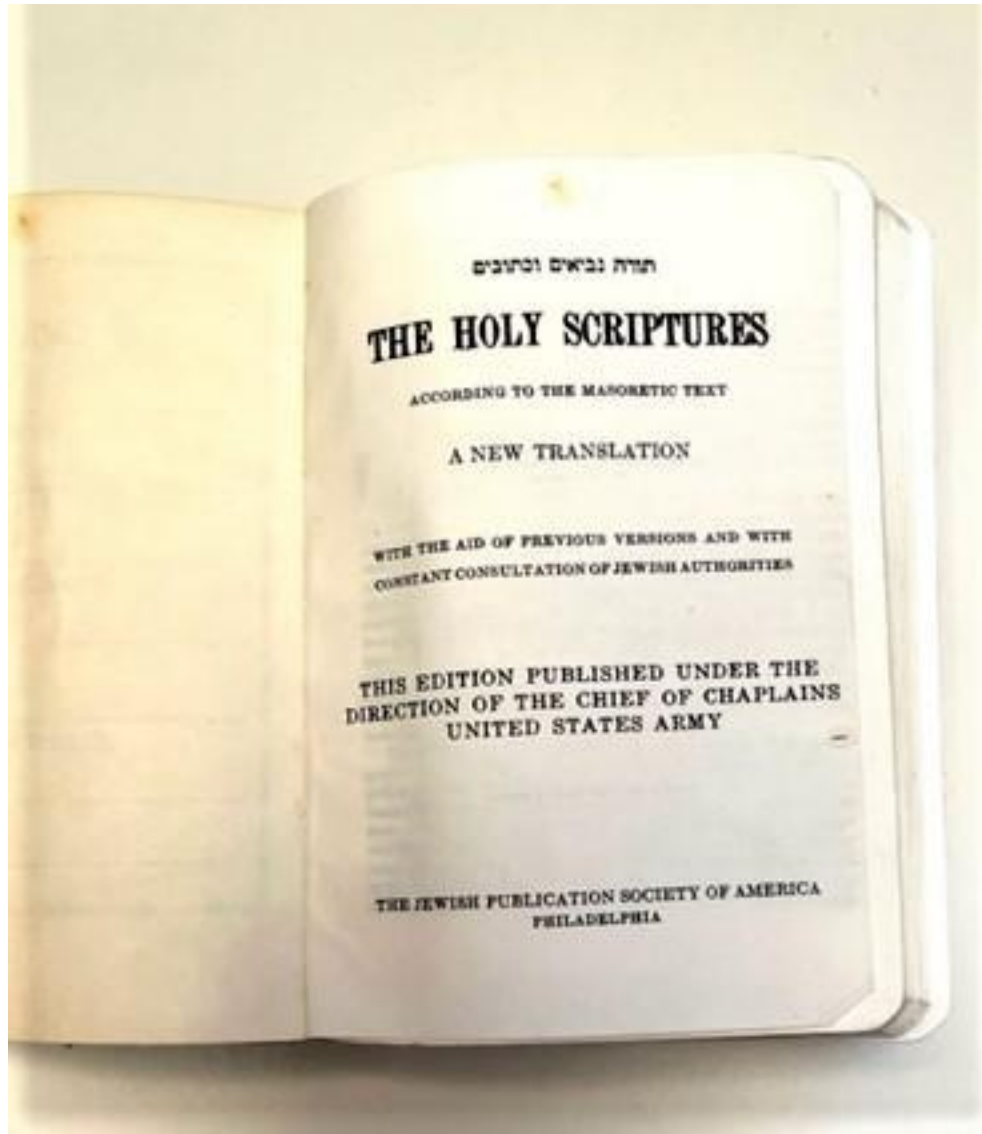 תורה נביאים וכתובים
THE HOLY SCRIPTURES
ACCORDING TO THE MASORETIC TEXT
A NEW TRANSLATION
WITH THE AID OF PREVIOUS VERSIONS AND WITH
CONSTANT CONSULTATION OF JEWISH AUTHORITIES
THIS EDITION PUBLISHED UNDER THE
DIRECTION OF THE CHIEF OF CHAPLAINS
UNITED STATES ARMY
THE JEWISH PUBLICATION SOCIETY OF AMERICA
PHILADELPHIA